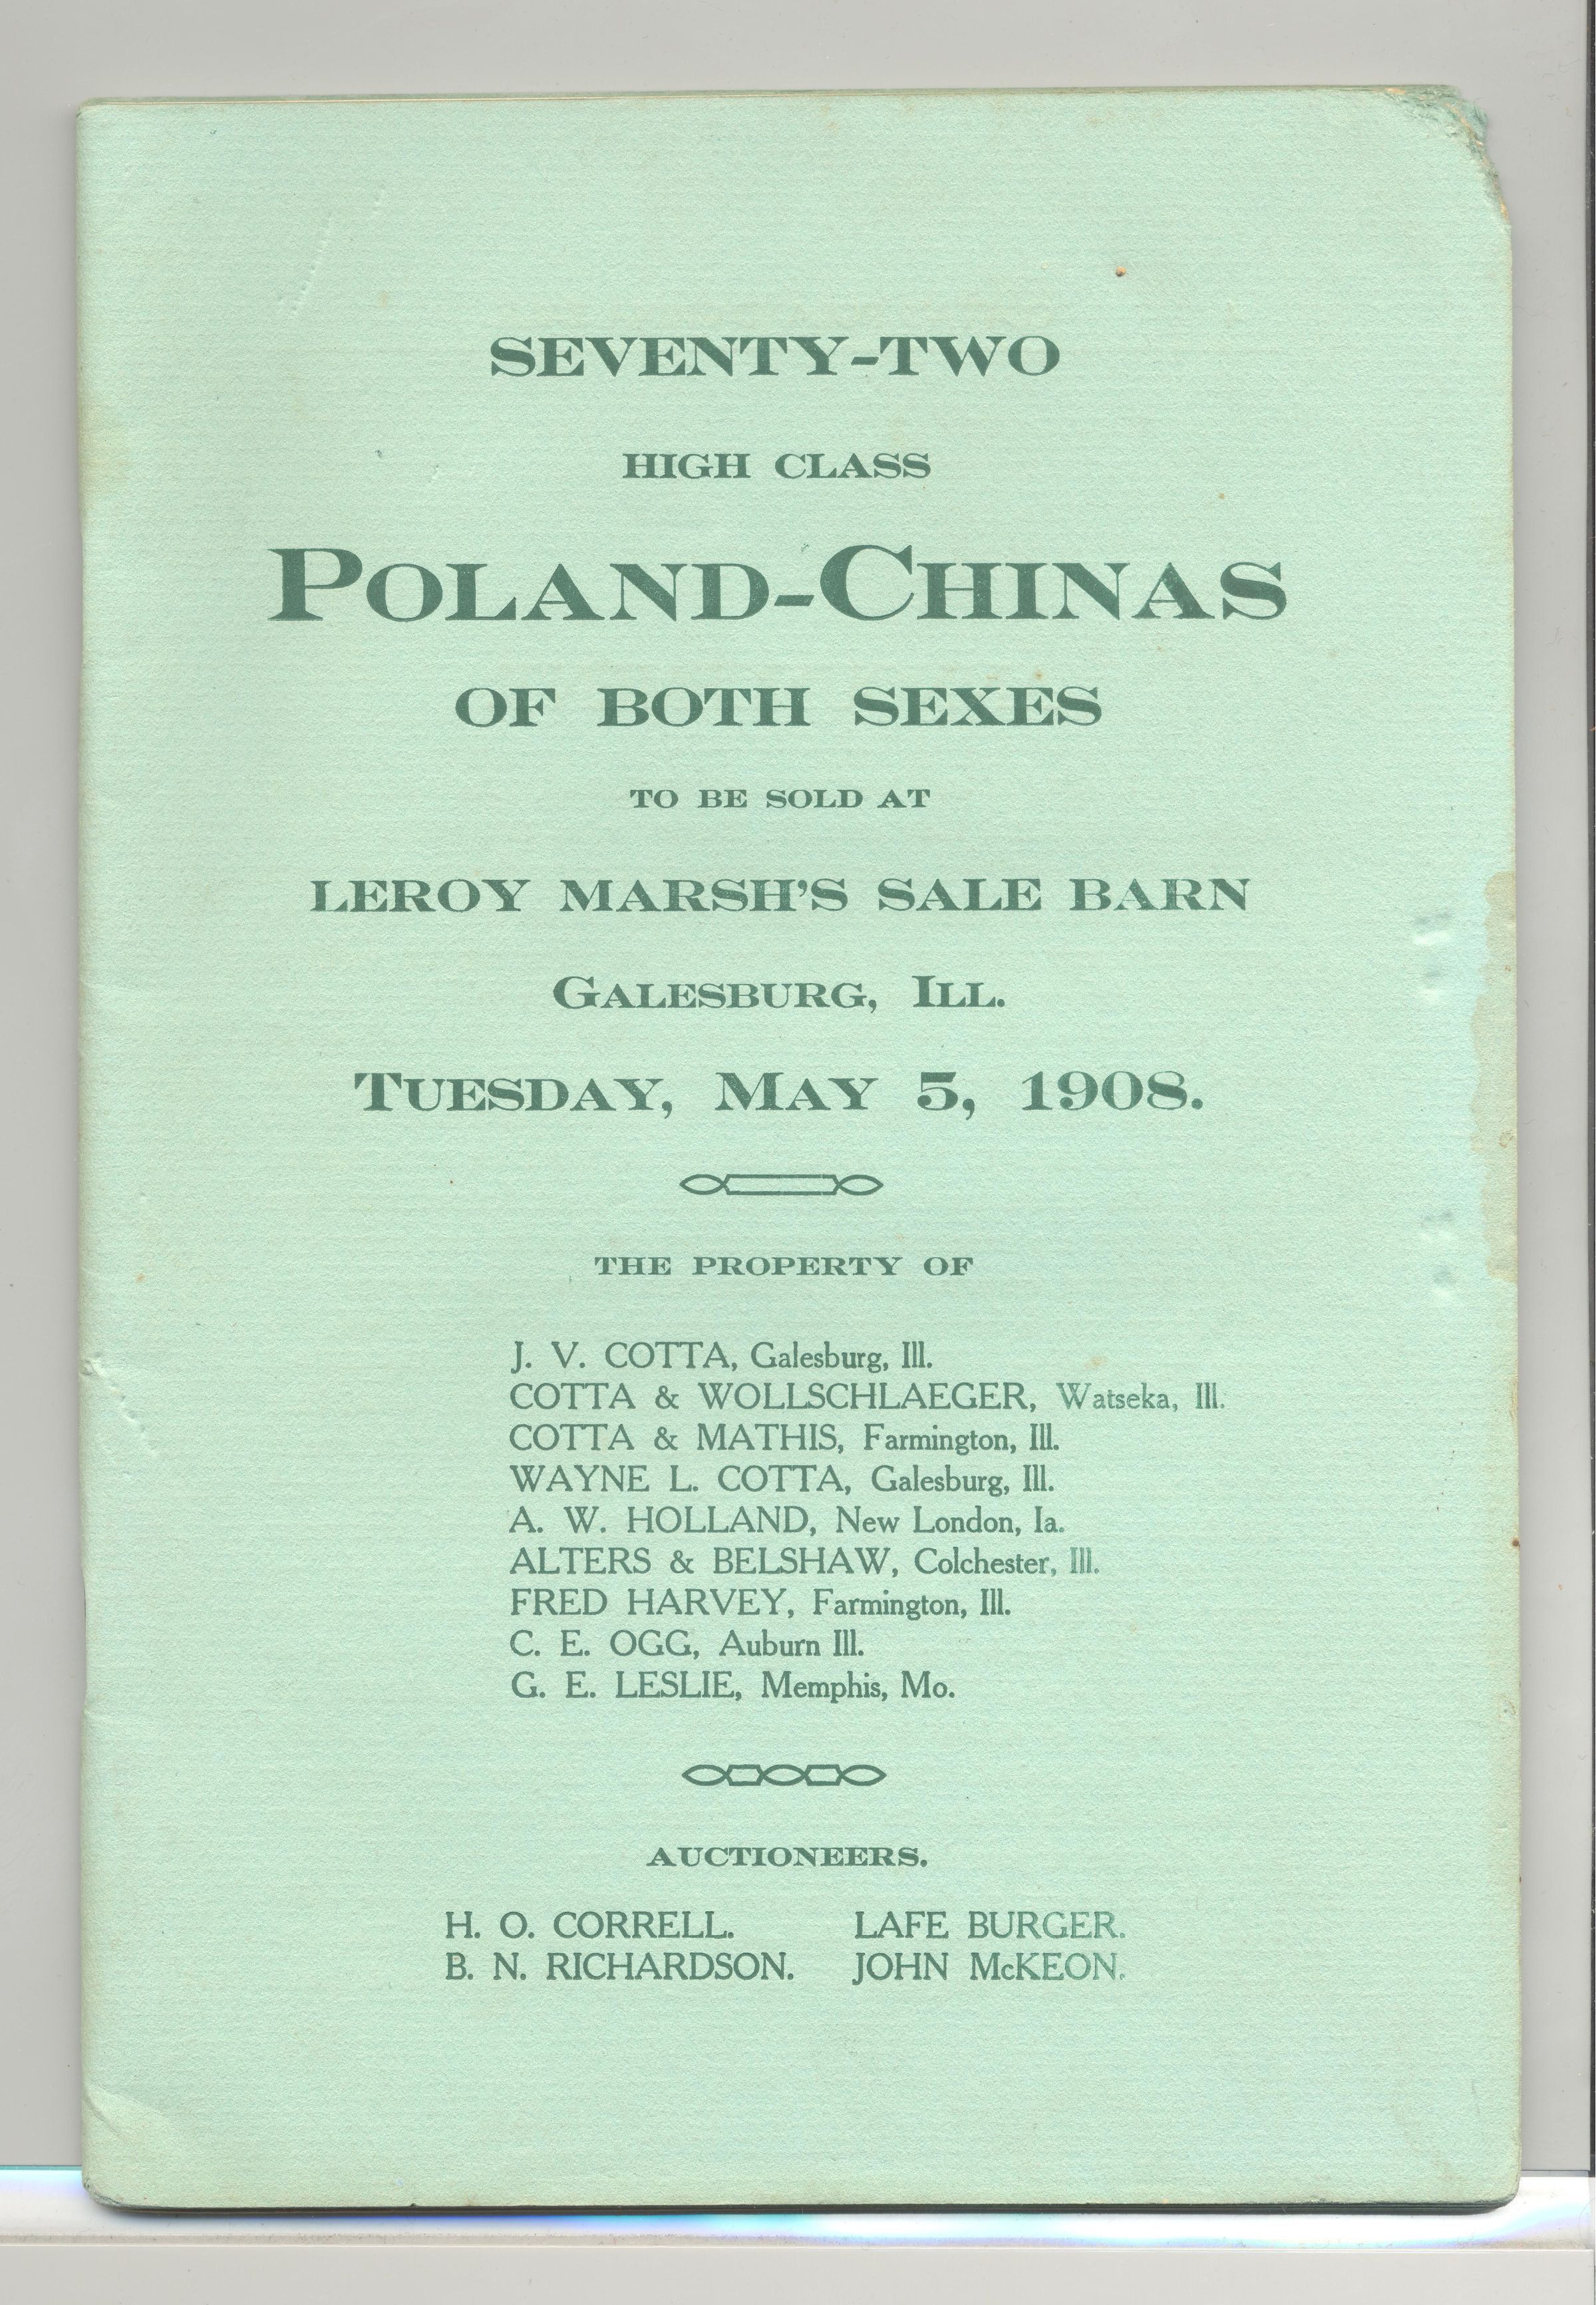 SEVENTY-TWO
HIGH CLASS
POLAND-CHINAS
OF BOTH SEXES
TO BE SOLD AT
LEROY MARSH'S SALE BARN
GALESBURG, ILL.
TUESDAY, MAY 5, 1908.
THE PROPERTY OF
J. V. COTTA, Galesburg, Ill.
COTTA & WOLLSCHLAEGER, Watseka, Ill.
COTTA & MATHIS, Farmington, Ill.
WAYNE L. COTTA, Galesburg, Ill.
A. W. HOLLAND, New London, Ia.
ALTERS & BELSHAW, Colchester, Ill.
FRED HARVEY, Farmington, Ill.
C. E. OGG, Auburn Ill.
G. E. LESLIE, Memphis, Mo.
AUCTIONEERS.
H. O. CORRELL. LAFE BURGER.
B. N. RICHARDSON. JOHN McKEON.